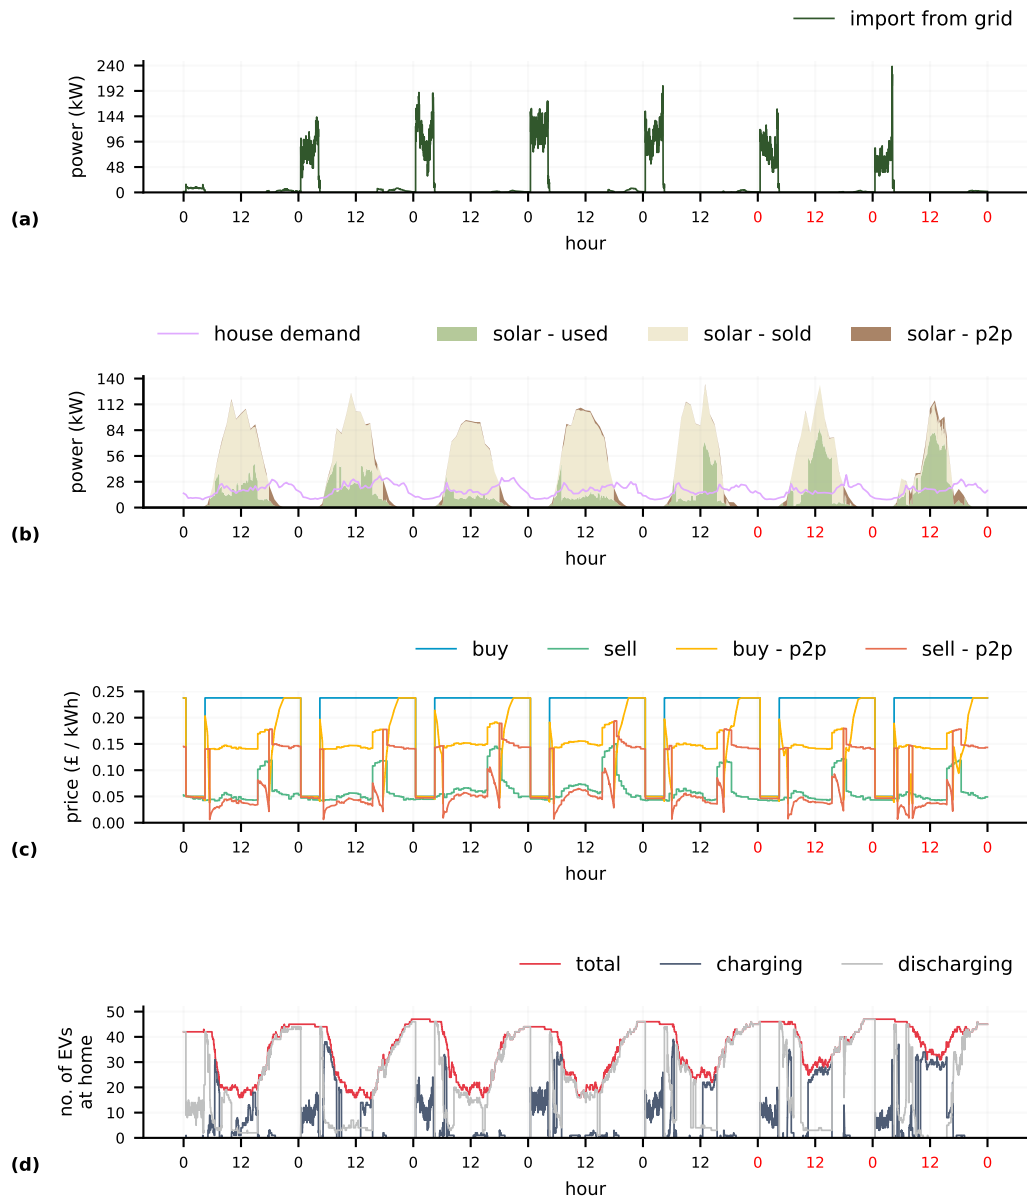 import from grid
240
192
144
96
48
0
power (kW)
0 12 0 12 0 12 0 12 0 12 0 12 0 12 0
hour
(a)
house demand solar - used solar - sold solar - p2p
140
112
84
56
28
0
power (kW)
0 12 0 12 0 12 0 12 0 12 0 12 0 12 0
hour
(b)
buy sell buy - p2p sell - p2p
0.25
0.20
0.15
0.10
0.05
0.00
price (£ / kWh)
0 12 0 12 0 12 0 12 0 12 0 12 0 12 0
hour
(c)
total charging discharging
50
40
30
20
10
0
no. of EVs
at home
0 12 0 12 0 12 0 12 0 12 0 12 0 12 0
hour
(d)